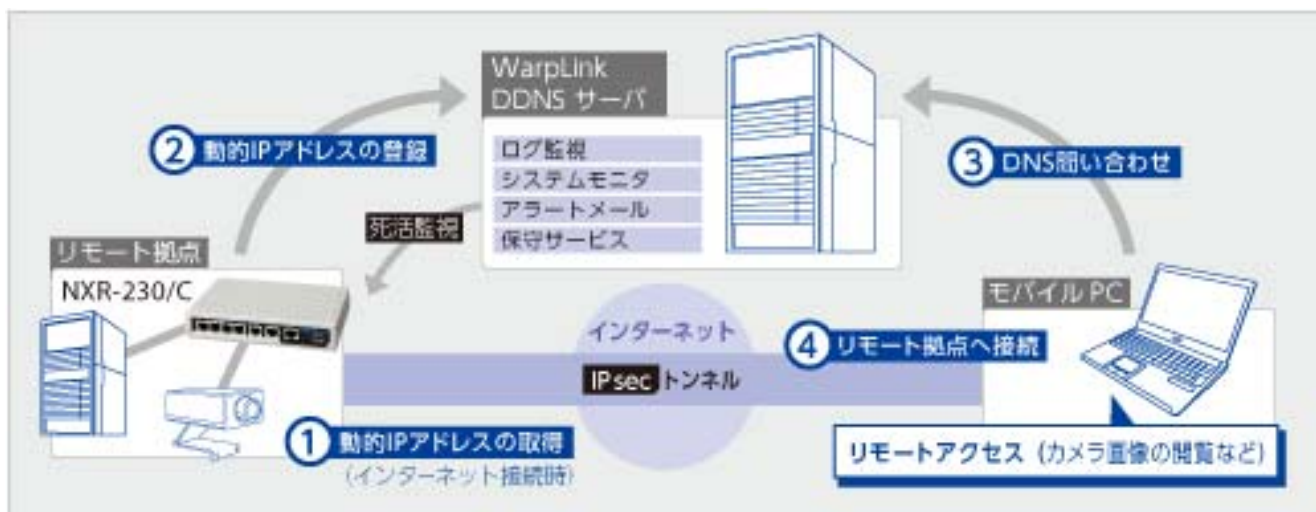 WarpLink
DDNS サーバ
ログ監視
システムモニタ
アラートメール
保守サービス
② 動的IPアドレスの登録
③ DNS問い合わせ
死活監視
リモート拠点
NXR-230/C
モバイル PC
インターネット
IPsec トンネル
④ リモート拠点へ接続
① 動的IPアドレスの取得
(インターネット接続時)
リモートアクセス (カメラ画像の閲覧など)